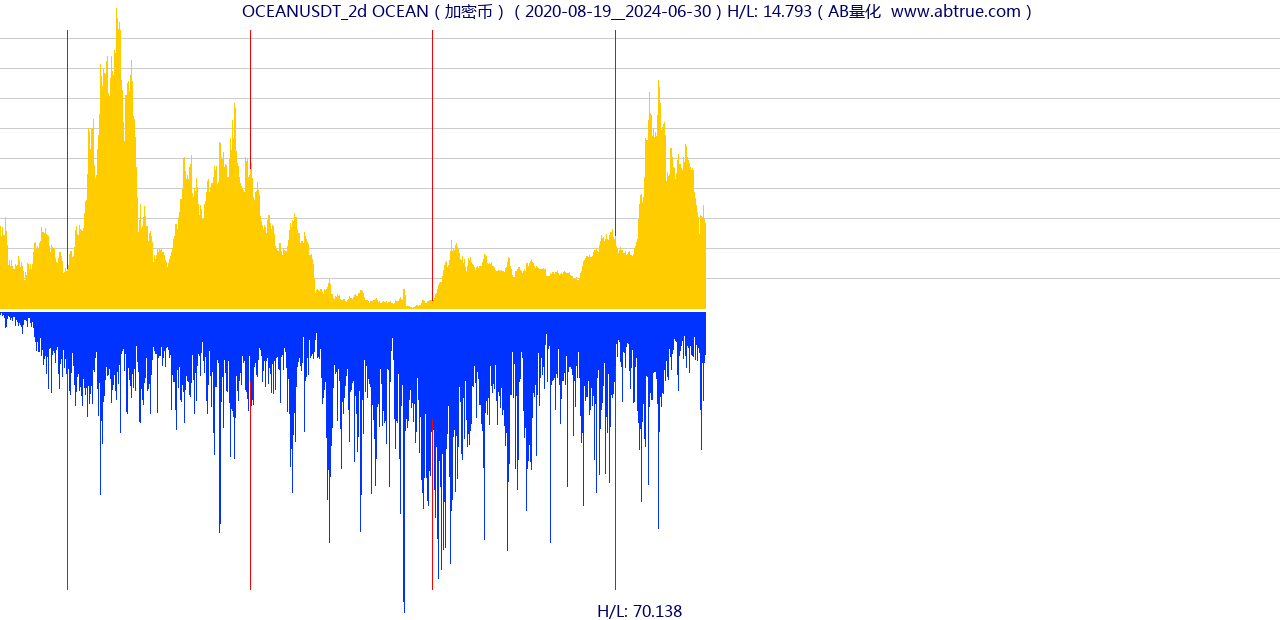 OCEANUSDT_2d OCEAN ( 加密币 ) ( 2020-08-19__2024-06-30 ) H/L: 14.793 ( AB量化 www.abtrue.com )
H/L: 70.138